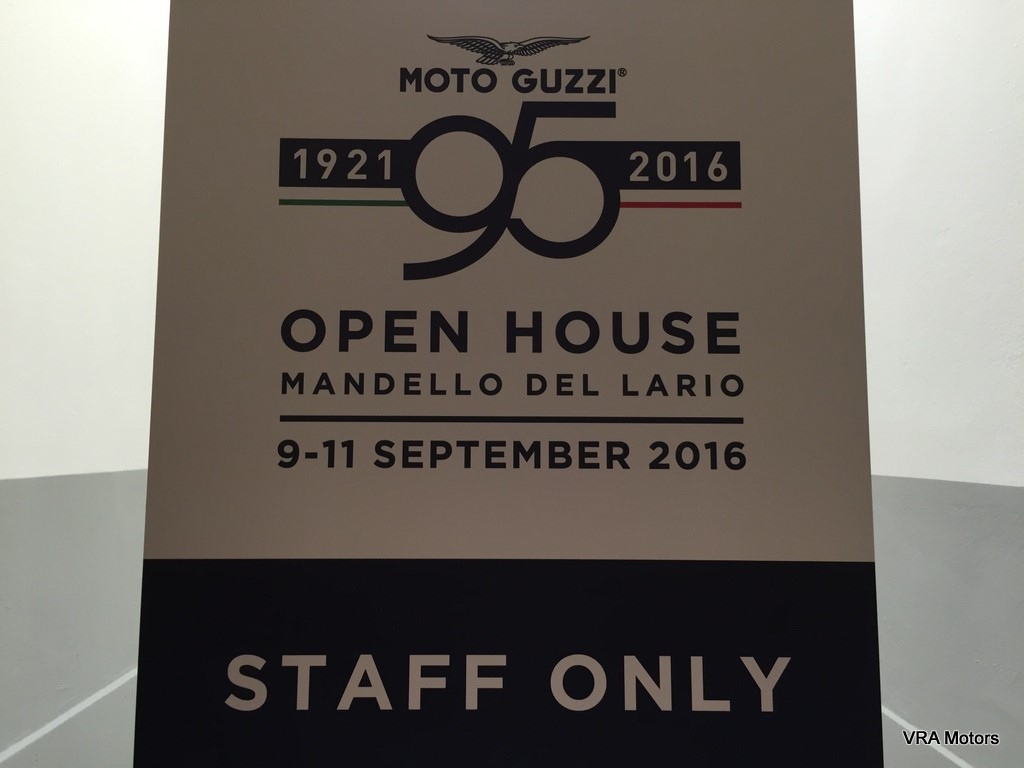 MOTO GUZZI®
1921 95 2016
OPEN HOUSE
MANDELLO DEL LARIO
9-11 SEPTEMBER 2016
STAFF ONLY
VRA Motors